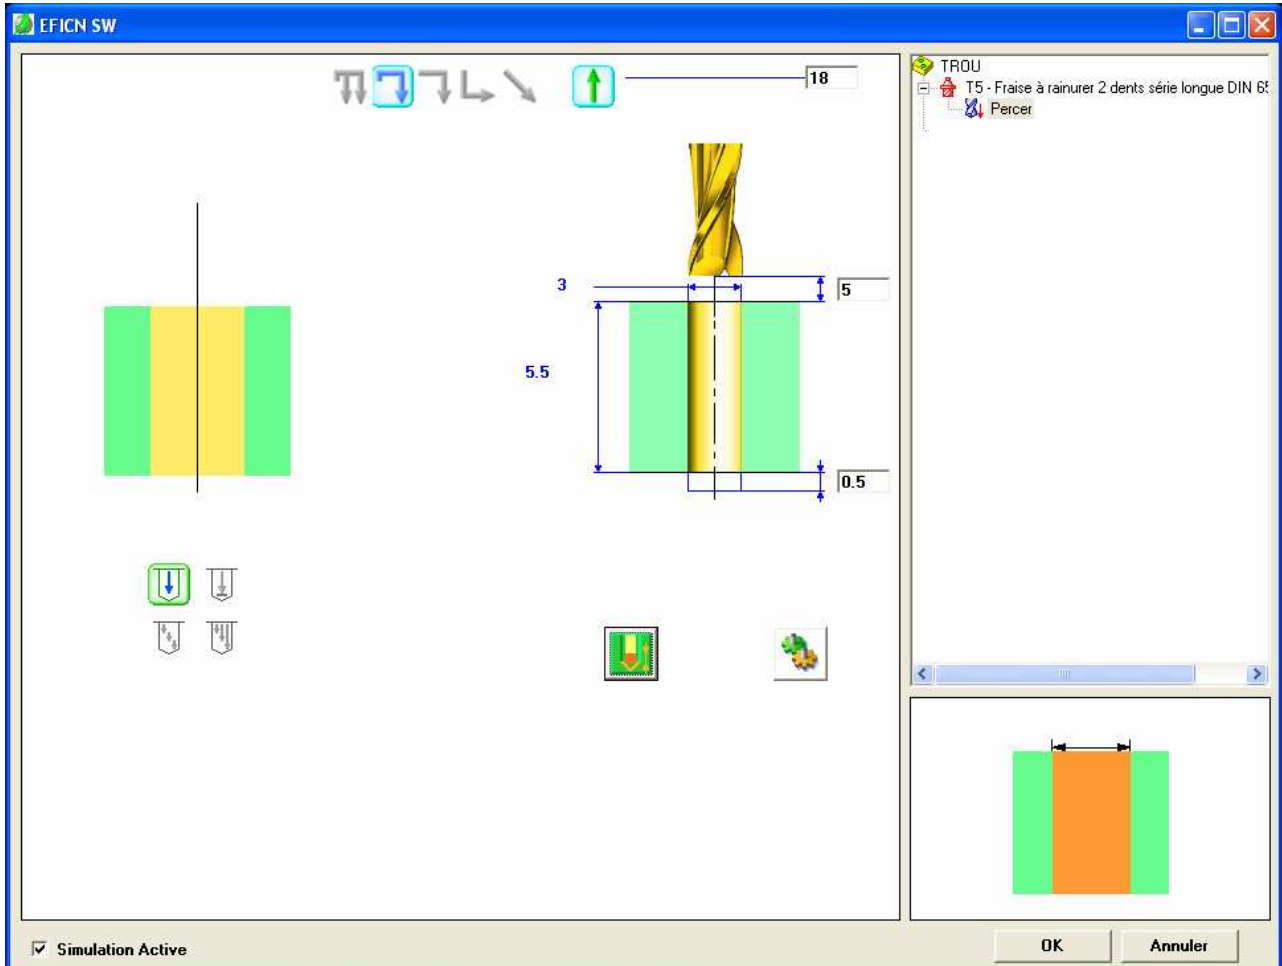 EFICN SW
18
3
5
5.5
0.5
TROU
T5 - Fraise à rainurer 2 dents série longue DIN 65
Percer
Simulation Active
OK
Annuler